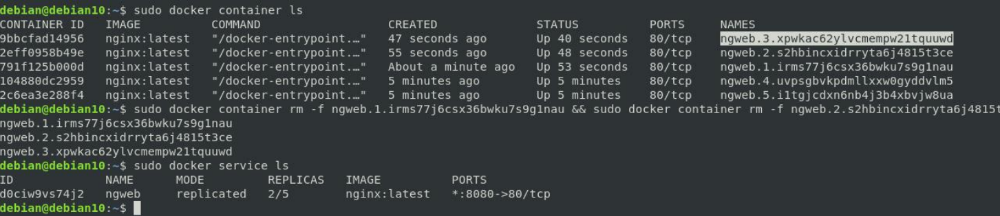 debian@debian10:~$ sudo docker container ls
CONTAINER ID   IMAGE          COMMAND                  CREATED              STATUS          PORTS     NAMES
9bbcfad14956   nginx:latest   "/docker-entrypoint.…"   47 seconds ago       Up 40 seconds   80/tcp    ngweb.3.xpwkac62ylvcmempw21tquuwd
2eff0958b49e   nginx:latest   "/docker-entrypoint.…"   55 seconds ago       Up 48 seconds   80/tcp    ngweb.2.s2hbincxidrryta6j4815t3ce
791f125b000d   nginx:latest   "/docker-entrypoint.…"   About a minute ago   Up 53 seconds   80/tcp    ngweb.1.irms77j6csx36bwku7s9g1nau
104880dc2959   nginx:latest   "/docker-entrypoint.…"   5 minutes ago        Up 5 minutes    80/tcp    ngweb.4.uvpsgbvkpdmllxxw0gyddvlm5
2c6ea3e288f4   nginx:latest   "/docker-entrypoint.…"   5 minutes ago        Up 5 minutes    80/tcp    ngweb.5.i1tgjcdxn6nb4j3b4xbvjw8ua
debian@debian10:~$ sudo docker container rm -f ngweb.1.irms77j6csx36bwku7s9g1nau && sudo docker container rm -f ngweb.2.s2hbincxidrryta6j4815t
ngweb.1.irms77j6csx36bwku7s9g1nau
ngweb.2.s2hbincxidrryta6j4815t3ce
ngweb.3.xpwkac62ylvcmempw21tquuwd
debian@debian10:~$ sudo docker service ls
ID             NAME      MODE         REPLICAS   IMAGE          PORTS
d0ciw9vs74j2   ngweb     replicated   2/5        nginx:latest   *:8080->80/tcp
debian@debian10:~$